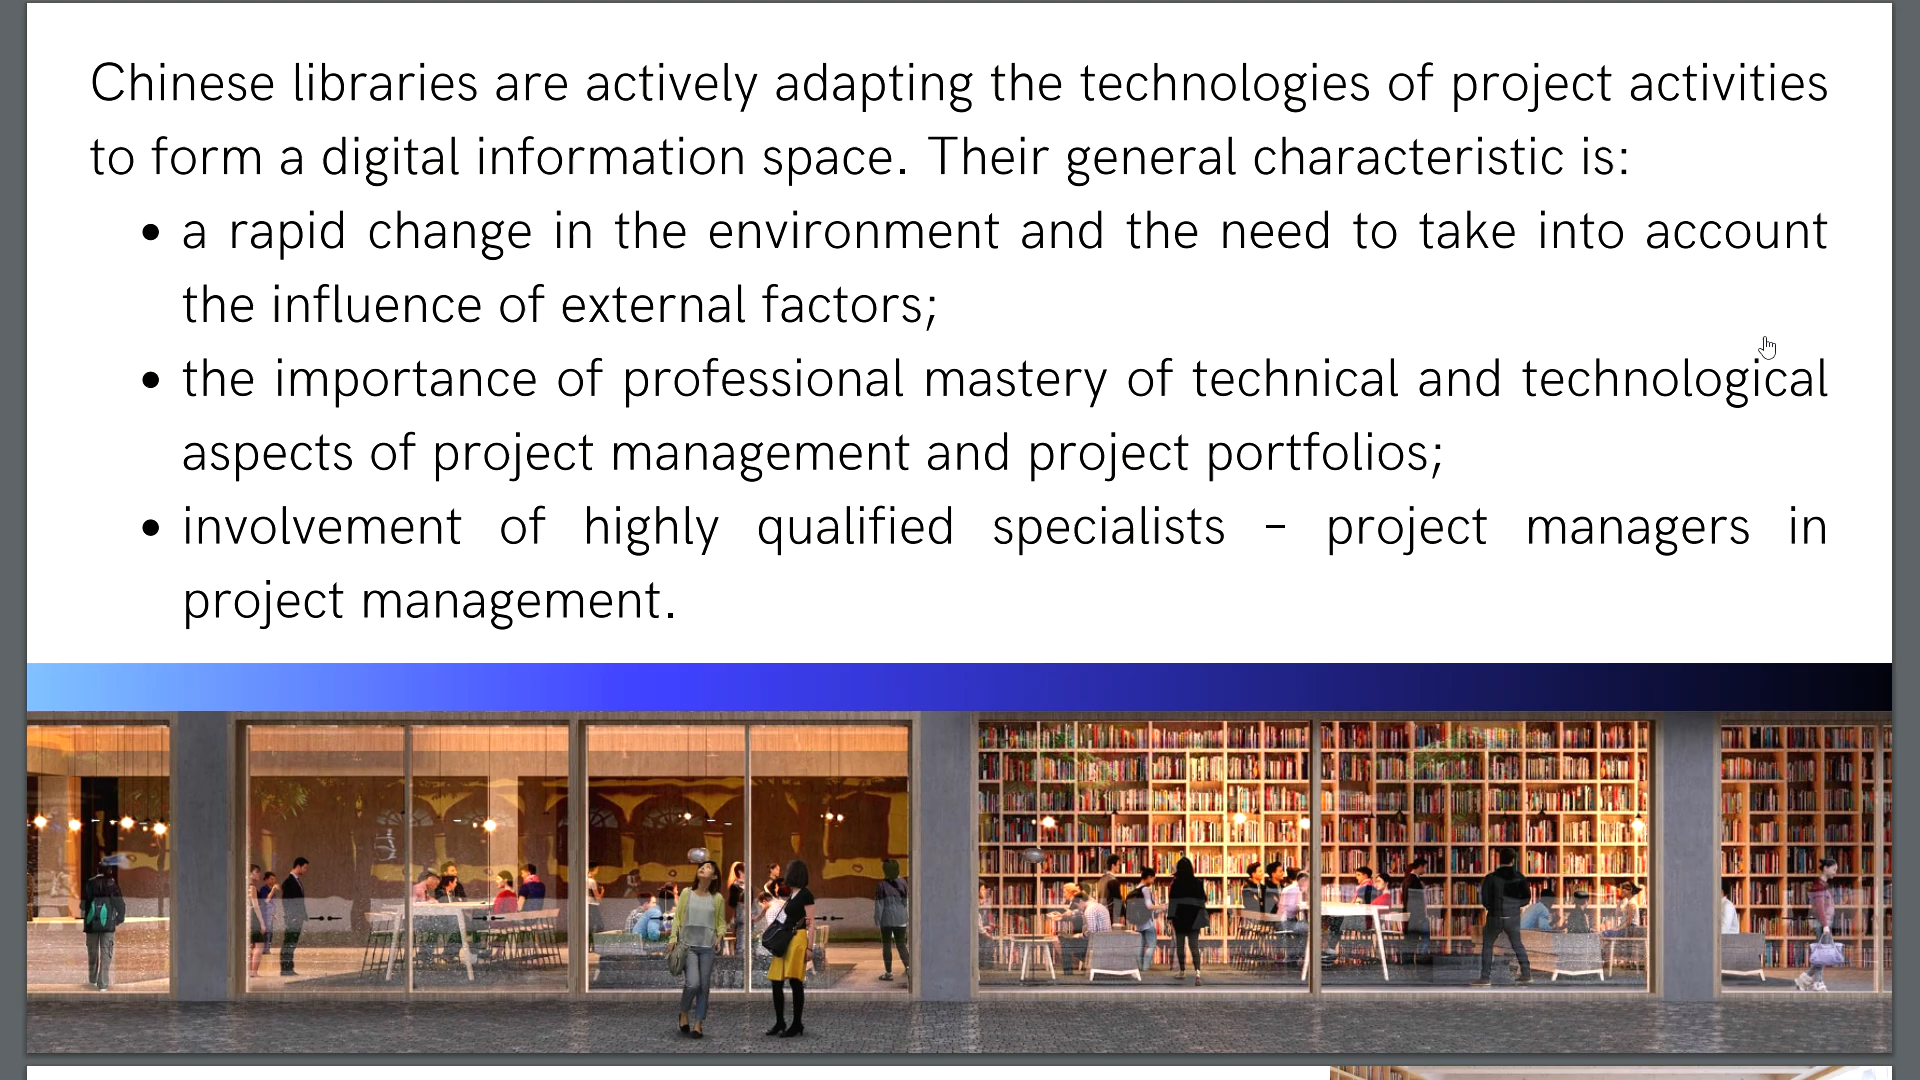 Chinese libraries are actively adapting the technologies of project activities
to form a digital information space. Their general characteristic is:
• a rapid change in the environment and the need to take into account
the influence of external factors;
• the importance of professional mastery of technical and technological
aspects of project management and project portfolios;
• involvement of highly qualified specialists – project managers in
project management.